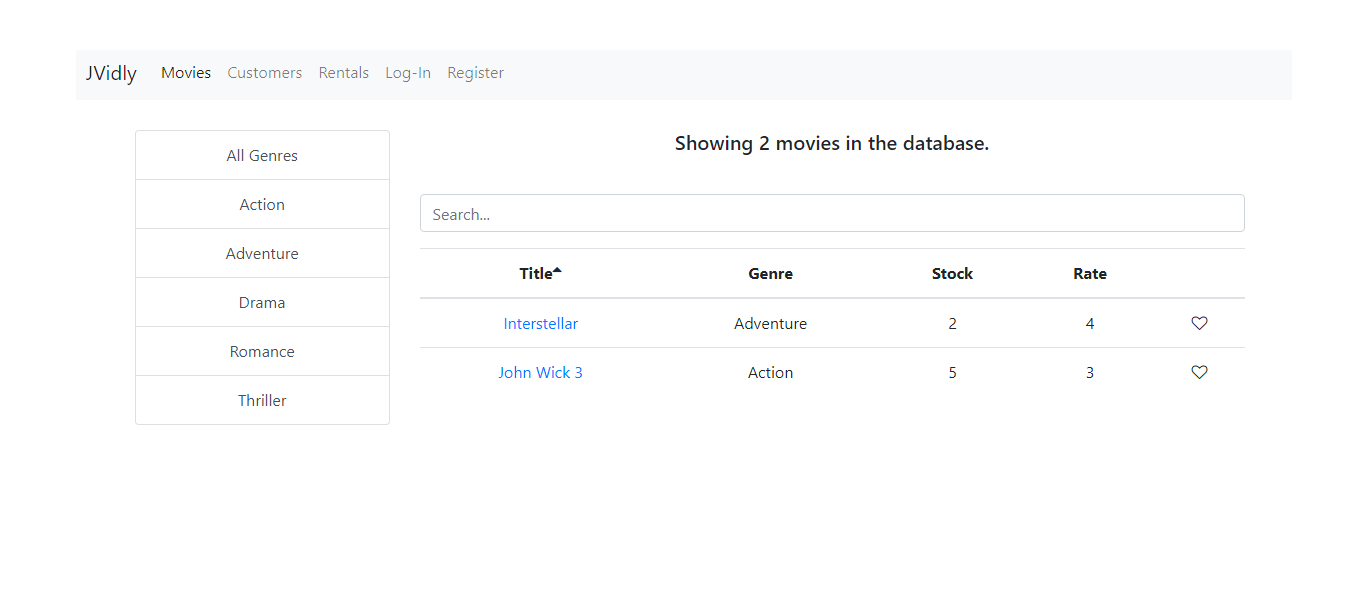 JVidly Movies Customers Rentals Log-In Register
All Genres
Action
Adventure
Drama
Romance
Thriller
Showing 2 movies in the database.
Search...
Title Genre Stock Rate
Interstellar Adventure 2 4
John Wick 3 Action 5 3